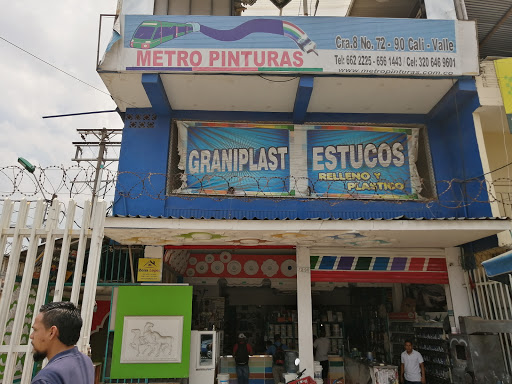 METRO PINTURAS
Cra.8 No. 72 - 90 Cali - Valle
Tel: 662 2225 - 656 1443 / Cel: 320 646 9601
www.metropinturas.com.co
GRANIPLAST
ESTUCOS
RELLENO Y
PLASTICO